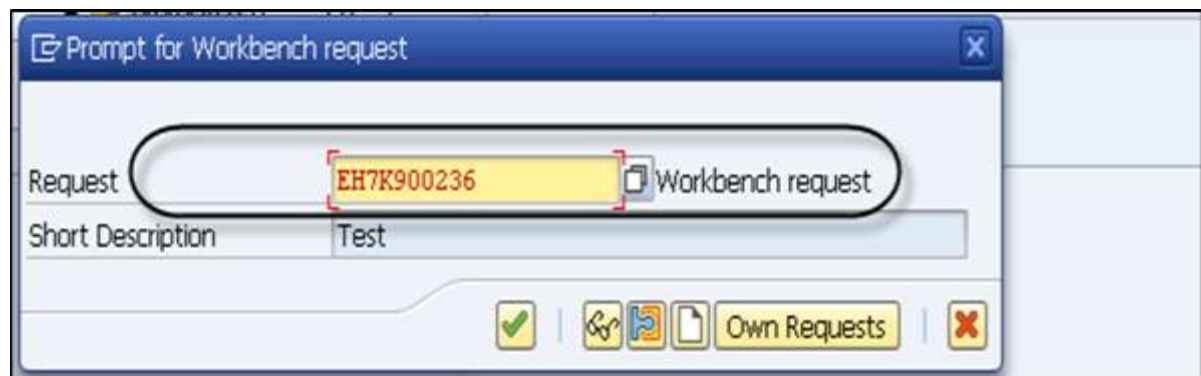 Prompt for Workbench request
Request EH7K900236 Workbench request
Short Description Test
Own Requests